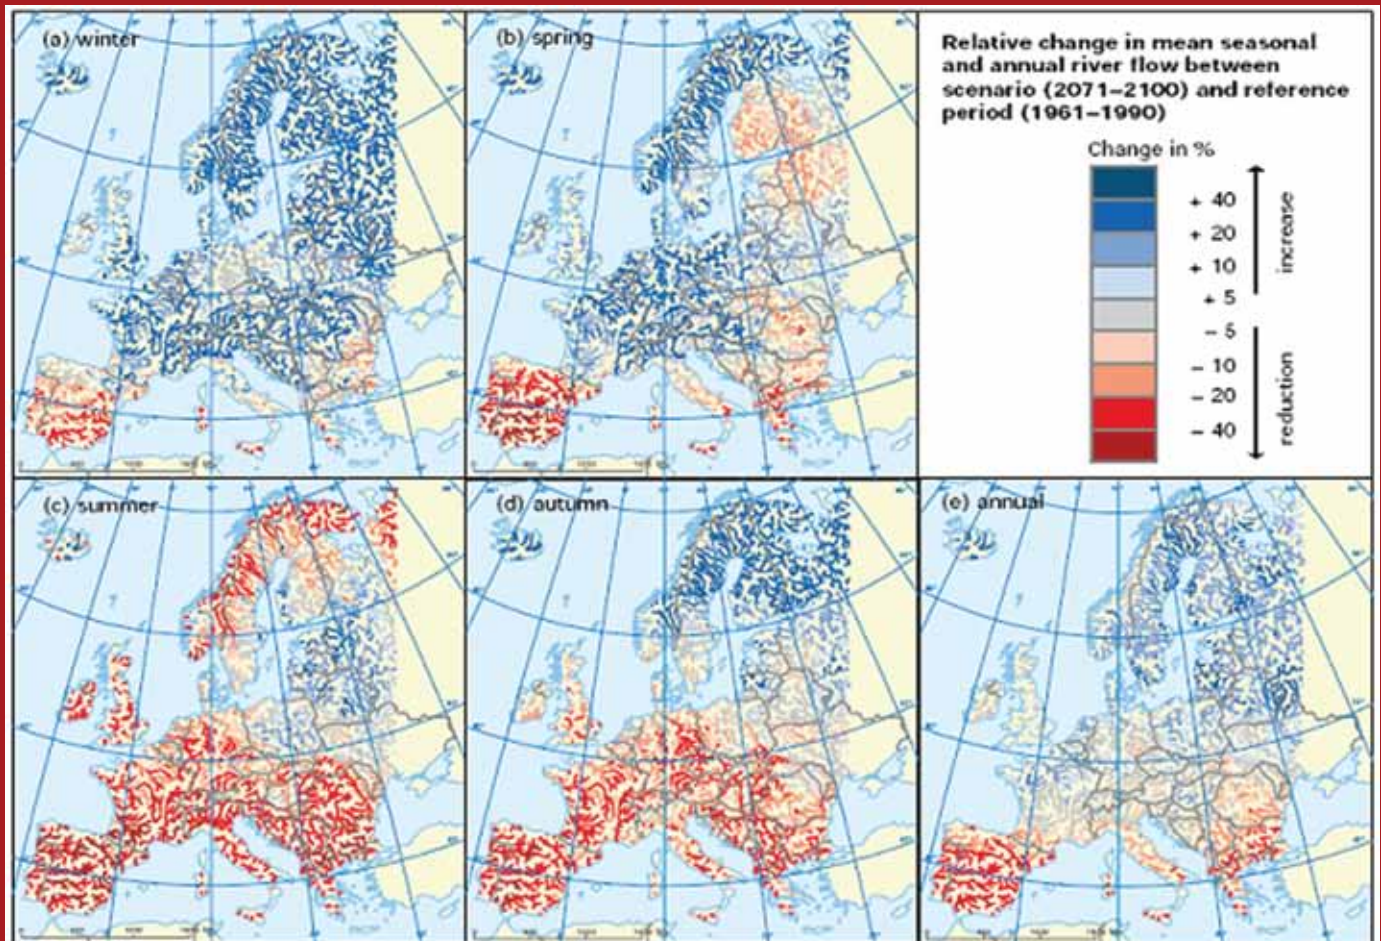 (a) winter
(b) spring
Relative change in mean seasonal
and annual river flow between
scenario (2071–2100) and reference
period (1961–1990)
Change in %
+ 40
+ 20
+ 10
+ 5
– 5
– 10
– 20
– 40
increase
reduction
(c) summer
(d) autumn
(e) annual